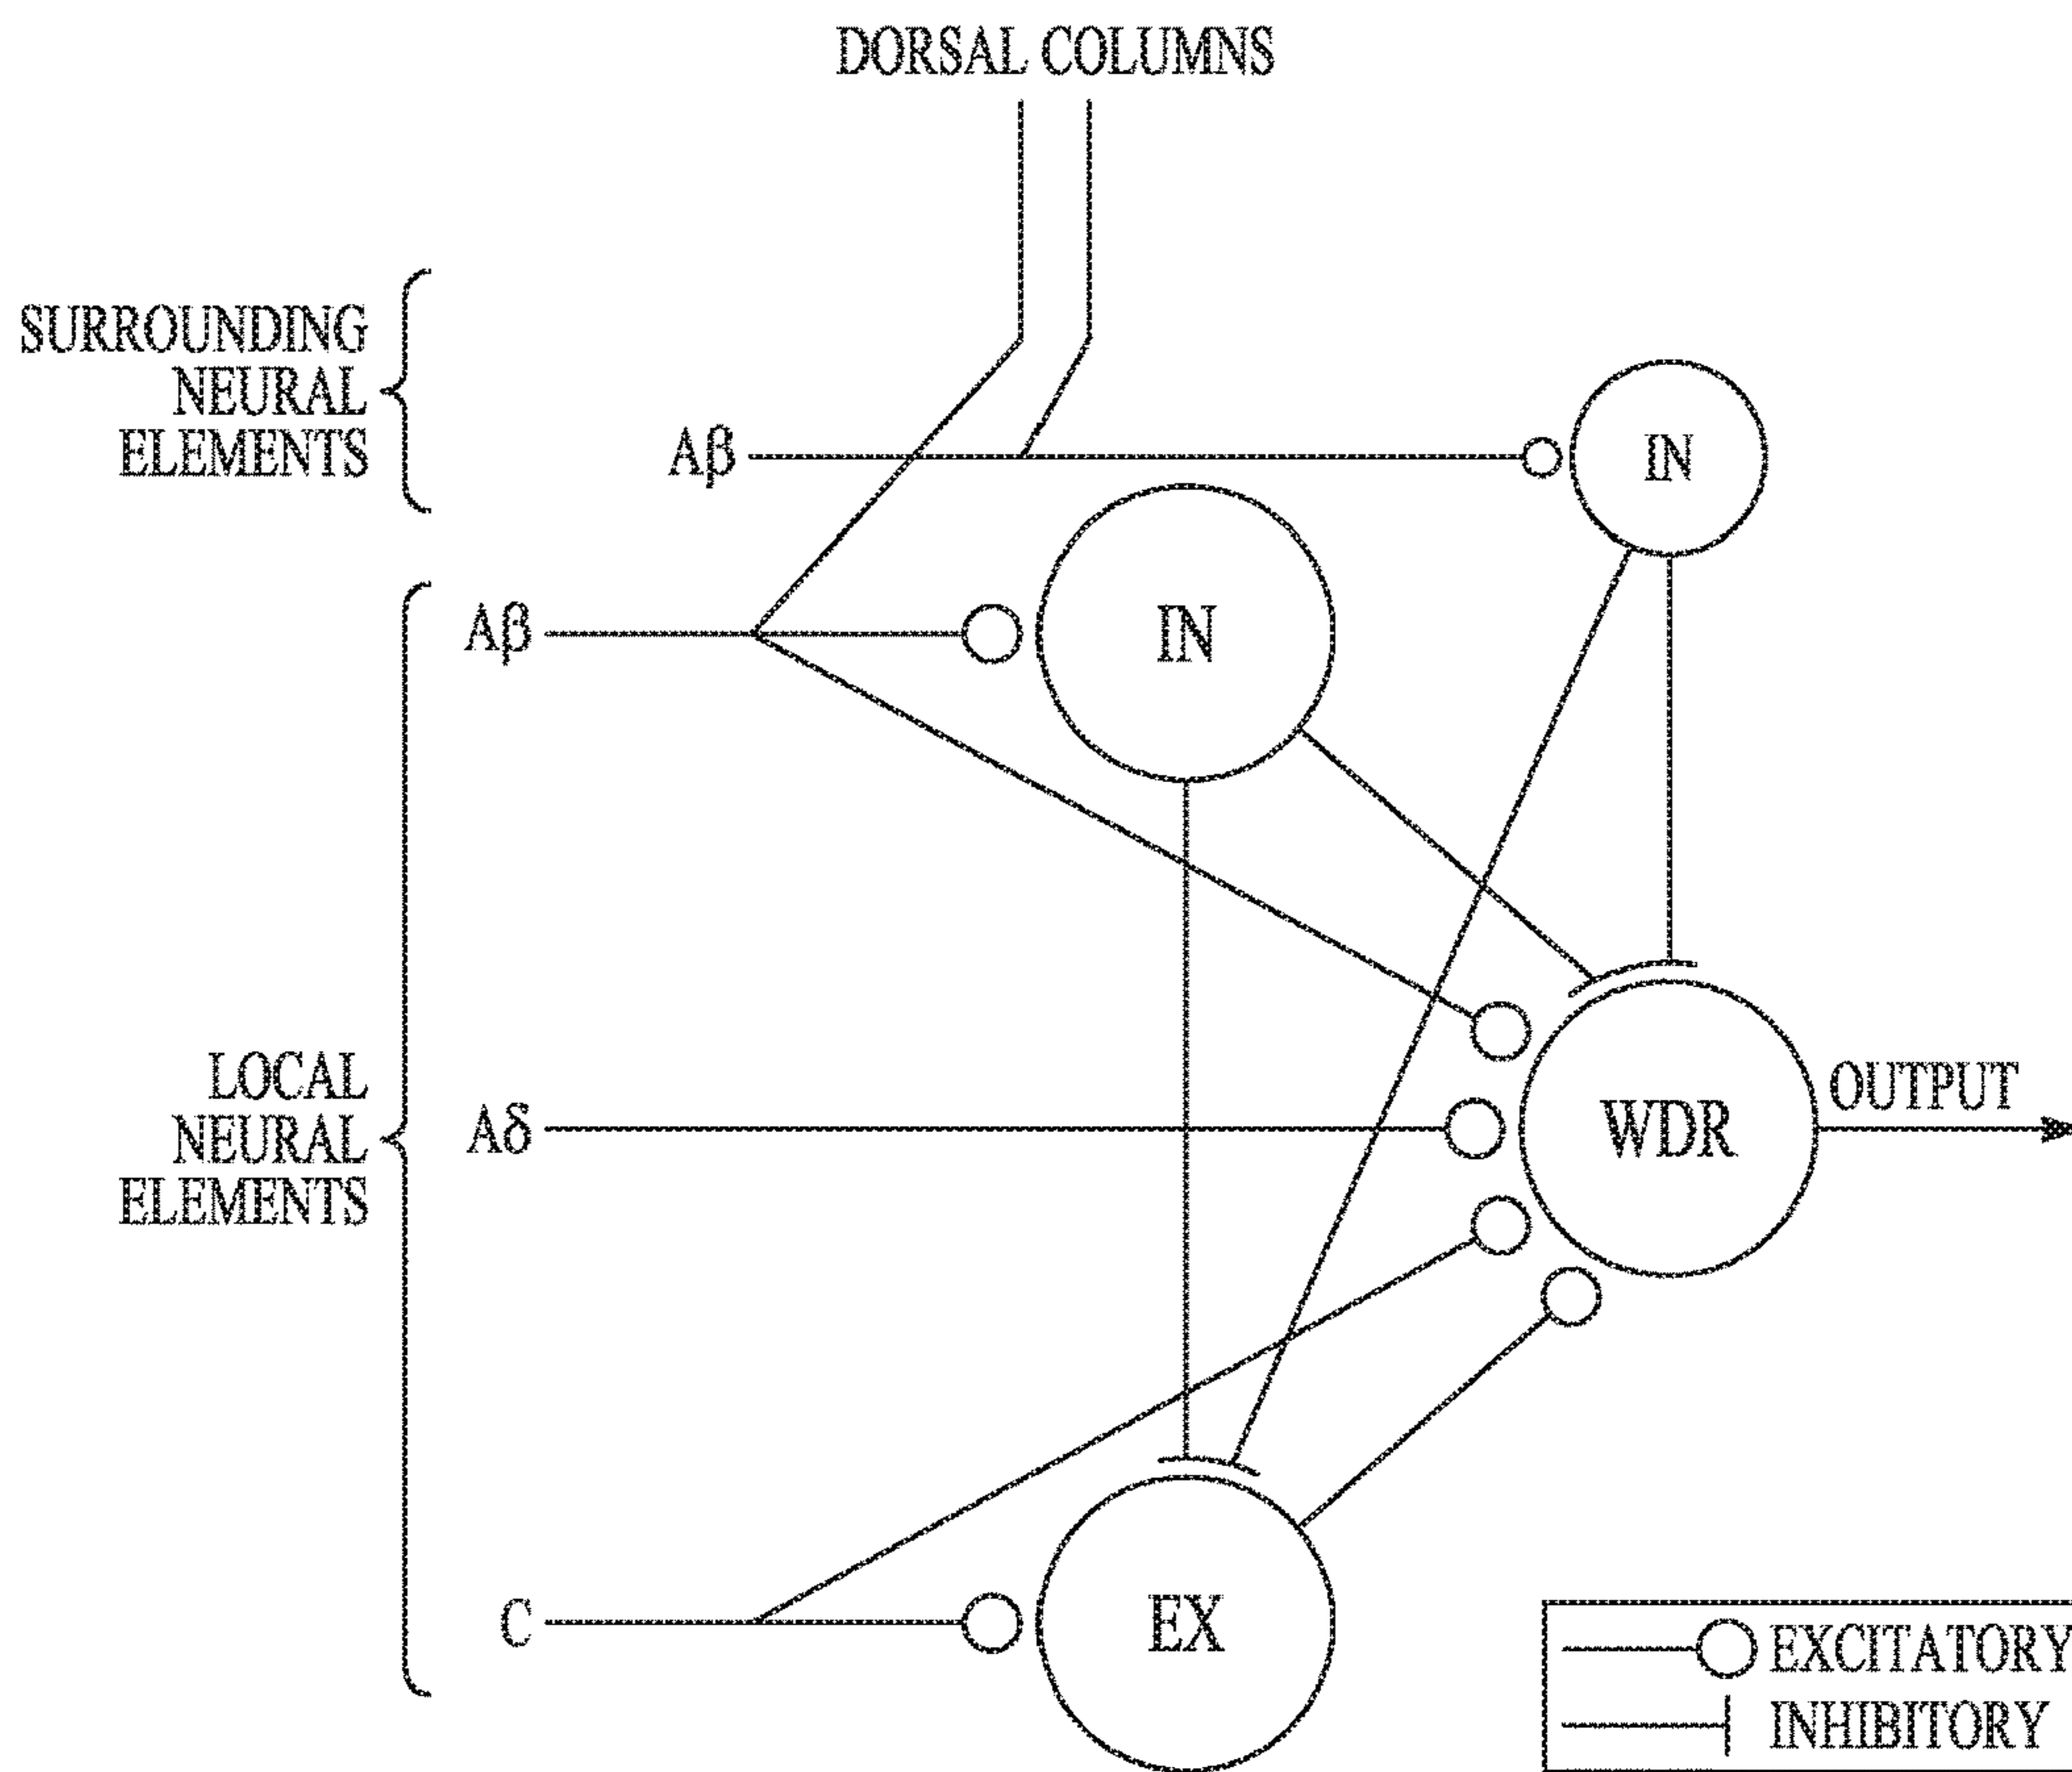 DORSAL COLUMNS
SURROUNDING
NEURAL
ELEMENTS
Aβ
IN
Aβ
IN
LOCAL
NEURAL
ELEMENTS
Aδ
WDR
OUTPUT
C
EX
EXCITATORY
INHIBITORY